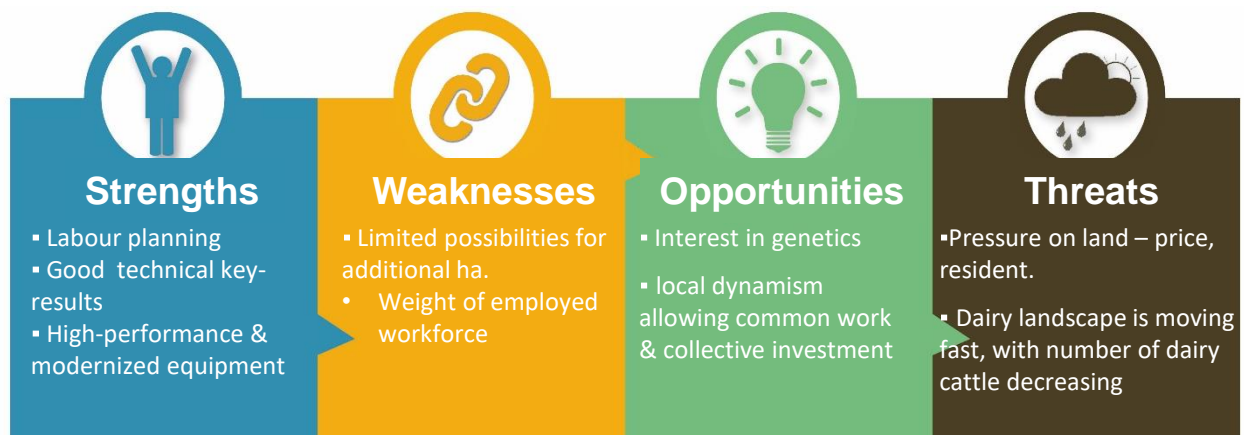 Strengths
▪ Labour planning
▪ Good technical key-
results
▪ High-performance &
modernized equipment
Weaknesses
▪ Limited possibilities for
additional ha.
• Weight of employed
workforce
Opportunities
▪ Interest in genetics
▪ local dynamism
allowing common work
& collective investment
Threats
▪Pressure on land – price,
resident.
▪ Dairy landscape is moving
fast, with number of dairy
cattle decreasing